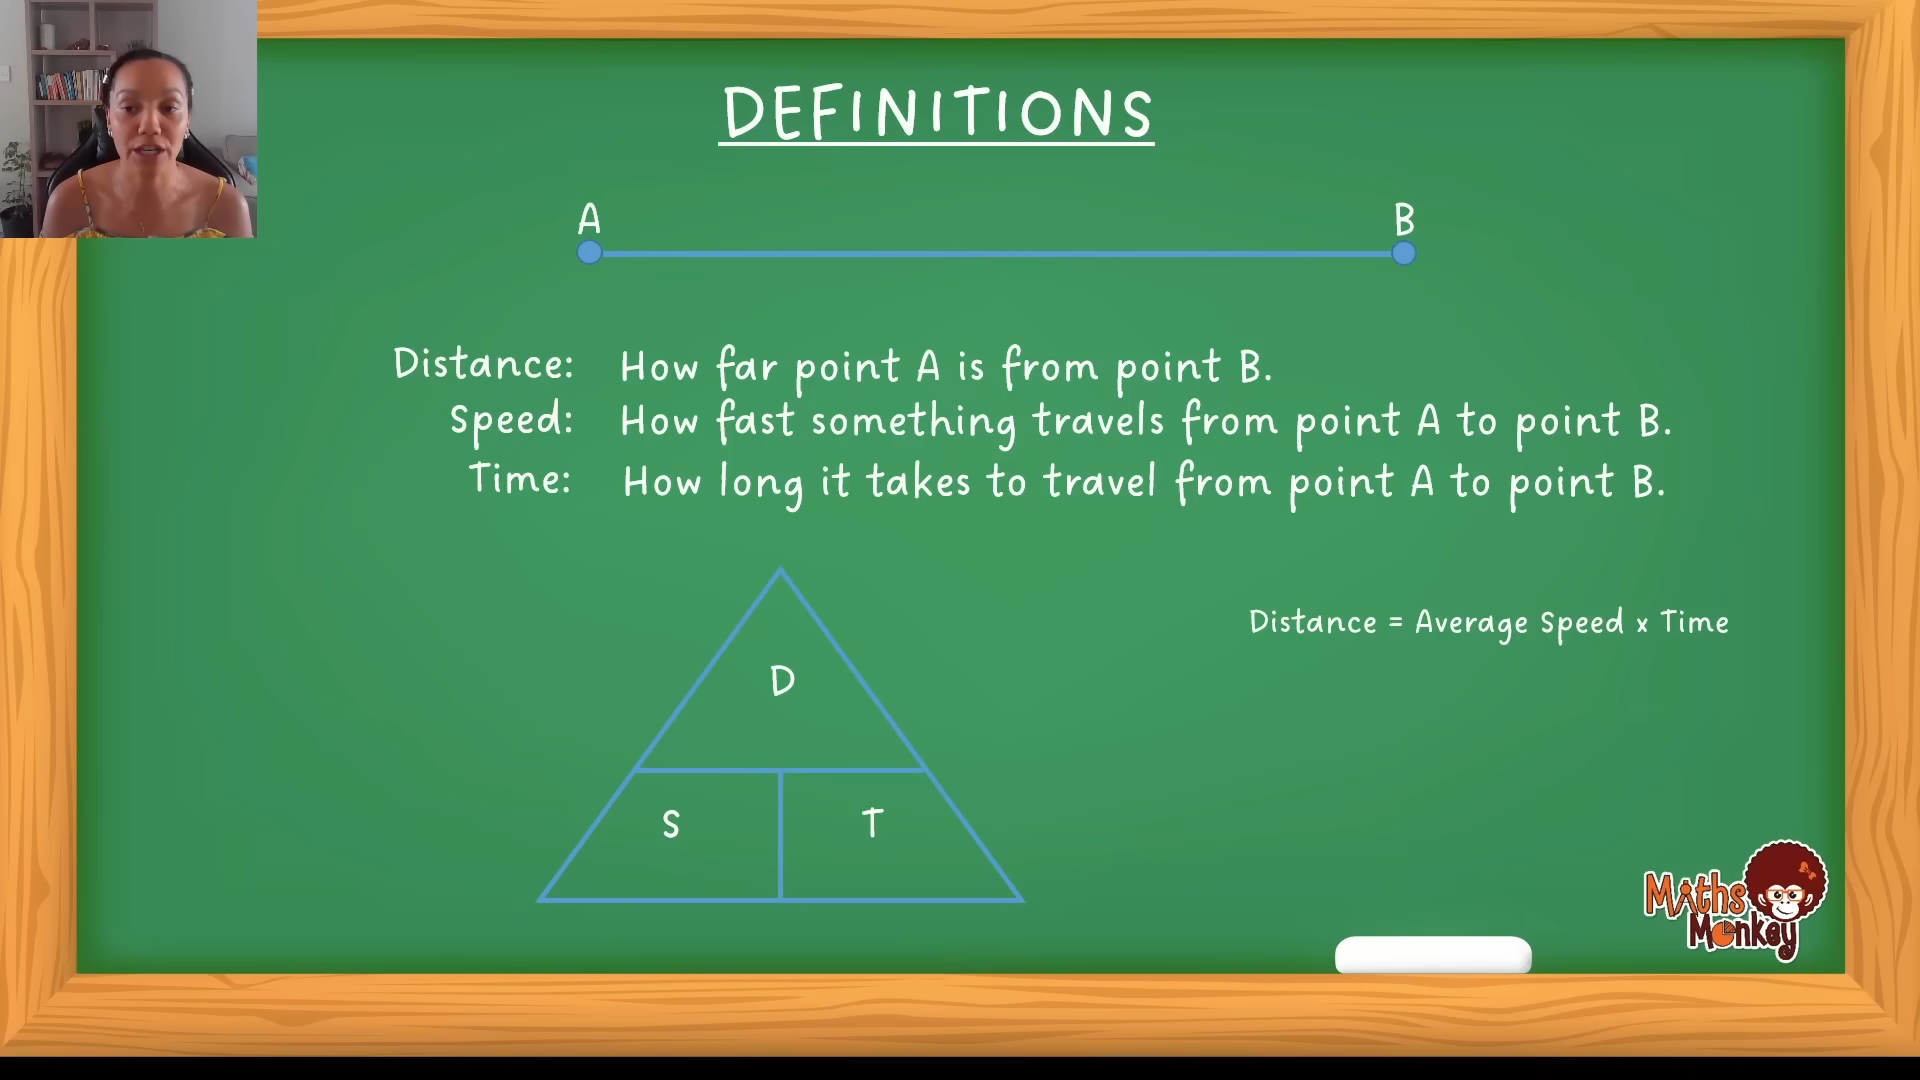 DEFINITIONS
A B
Distance: How far point A is from point B.
Speed: How fast something travels from point A to point B.
Time: How long it takes to travel from point A to point B.
Distance = Average Speed x Time
D
S T
Maths
Monkey